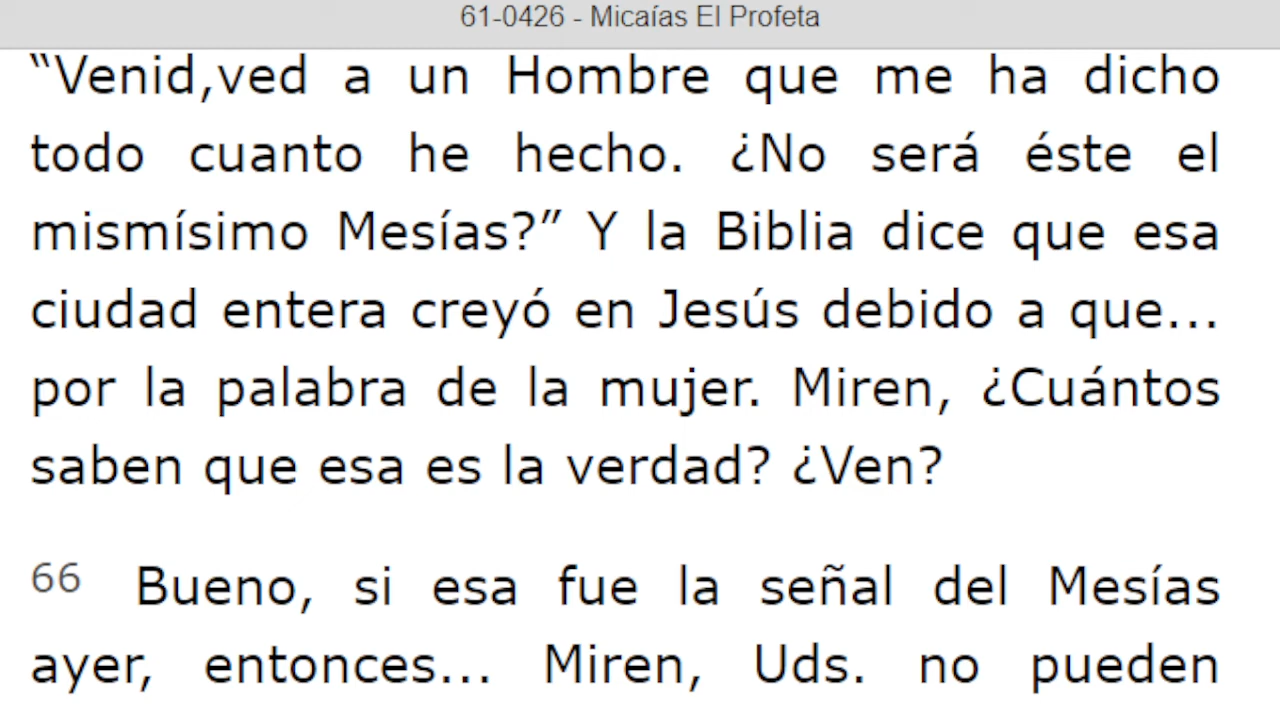 61-0426 - Micaías El Profeta
“Venid,ved a un Hombre que me ha dicho
todo cuanto he hecho. ¿No será éste el
mismísimo Mesías?” Y la Biblia dice que esa
ciudad entera creyó en Jesús debido a que...
por la palabra de la mujer. Miren, ¿Cuántos
saben que esa es la verdad? ¿Ven?
66 Bueno, si esa fue la señal del Mesías
ayer, entonces... Miren, Uds. no pueden